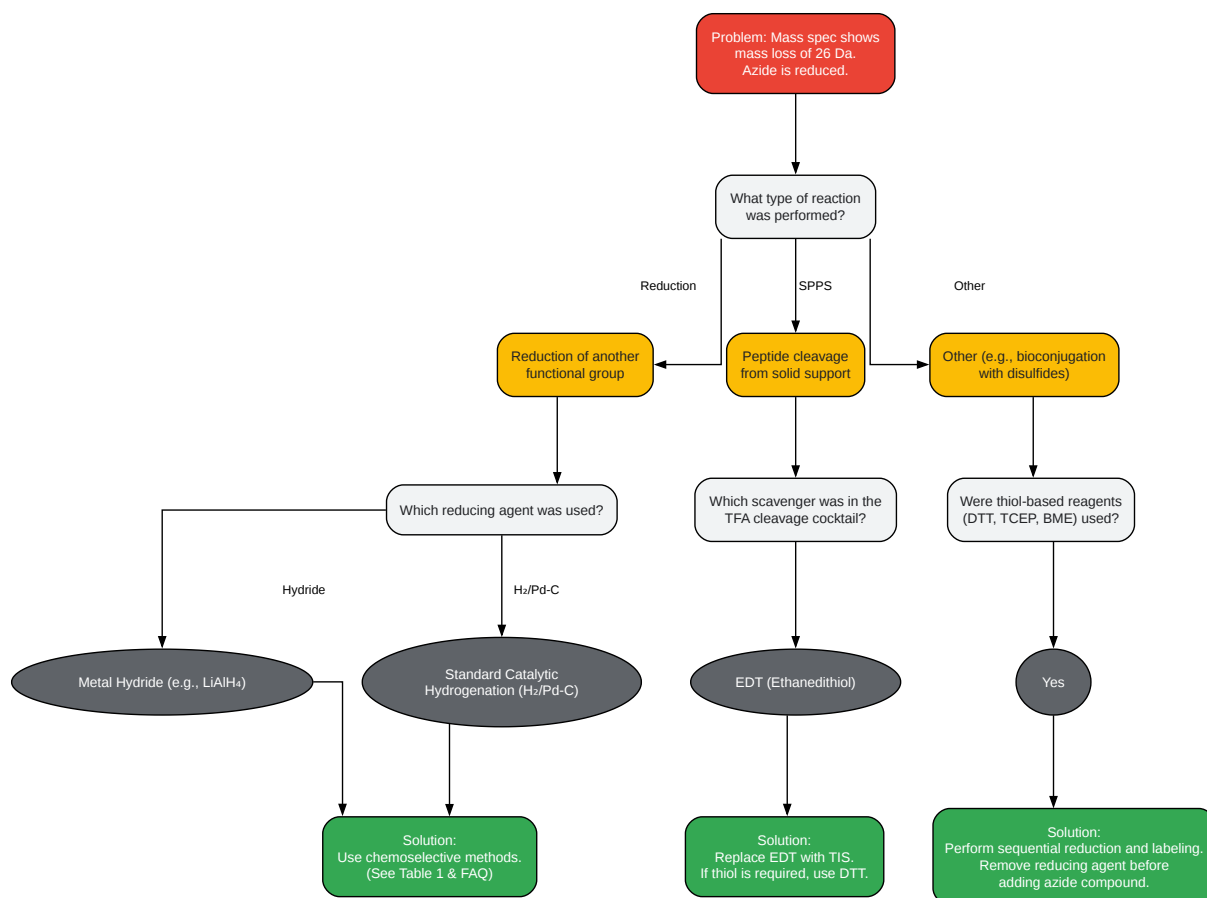 Problem: Mass spec shows
mass loss of 26 Da.
Azide is reduced.
What type of reaction
was performed?
Reduction
SPPS
Other
Reduction of another
functional group
Peptide cleavage
from solid support
Other (e.g., bioconjugation
with disulfides)
Which reducing agent was used?
Which scavenger was in the
TFA cleavage cocktail?
Were thiol-based reagents
(DTT, TCEP, BME) used?
Hydride
H₂/Pd-C
Metal Hydride (e.g., LiAlH₄)
Standard Catalytic
Hydrogenation (H₂/Pd-C)
EDT (Ethanedithiol)
Yes
Solution:
Use chemoselective methods.
(See Table 1 & FAQ)
Solution:
Replace EDT with TIS.
If thiol is required, use DTT.
Solution:
Perform sequential reduction and labeling.
Remove reducing agent before
adding azide compound.